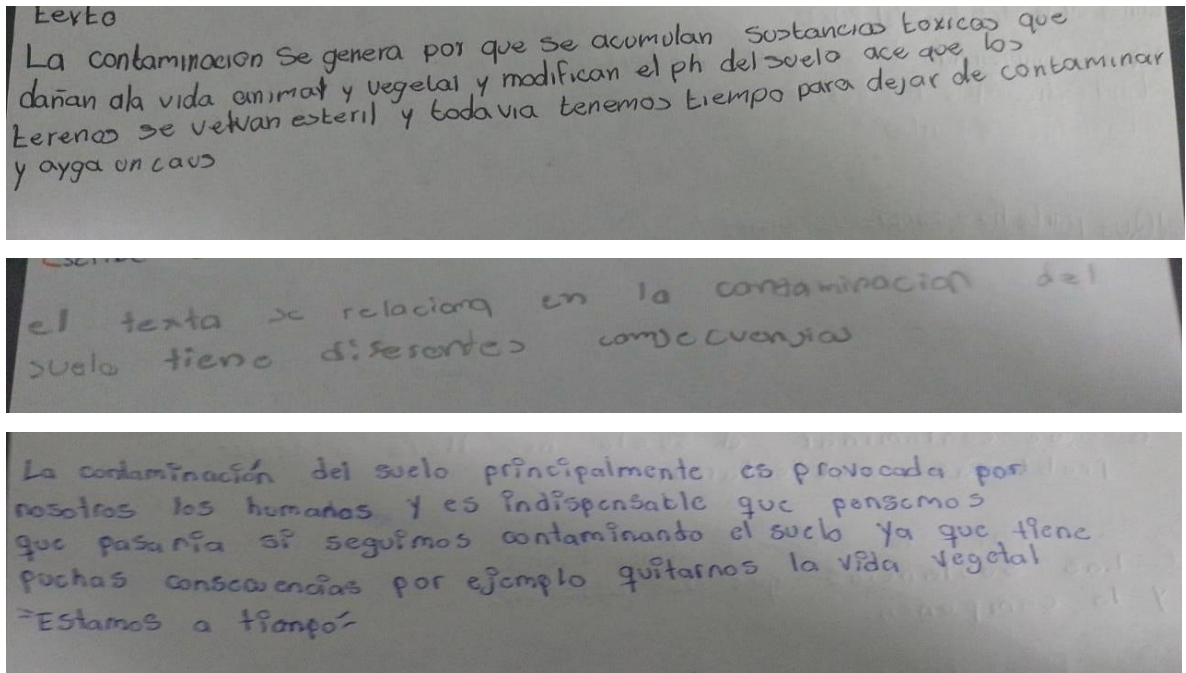 texto
La contaminacion se genera por que se acomulan sustancias toxicas que
dañan ala vida animal y vegetal y modifican el ph del suelo ace que los
terenos se velvan esteril y todavia tenemos tiempo para dejar de contaminar
y ayga un caus
el texta se relaciona en la contaminacion del
suelo tiene diferentes comsecuensias
La contaminación del suelo principalmente es provocada por
nosotros los humanos y es indispensable que pensemos
que pasaria si seguimos contaminando el suelo ya que tiene
puchas consecuencias por ejemplo quitarnos la vida vegetal
"Estamos a tiempo"